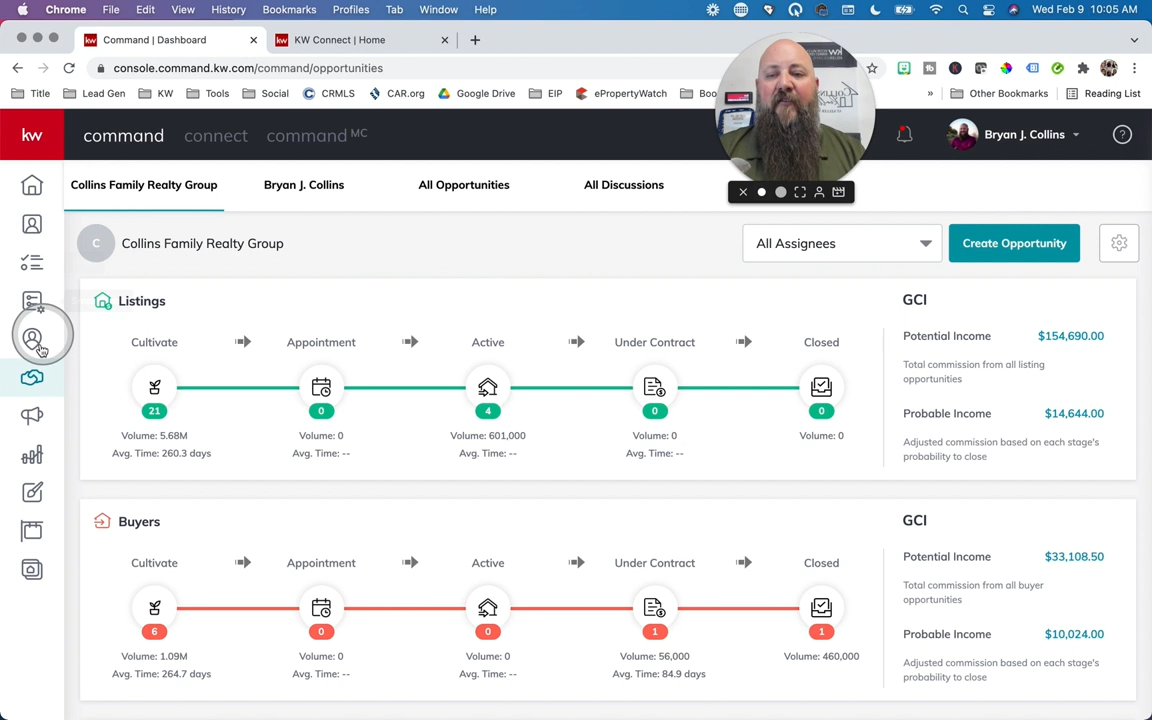 Chrome File Edit View History Bookmarks Profiles Tab Window Help Wed Feb 9 10:05 AM
kw Command | Dashboard kw KW Connect | Home
console.command.kw.com/command/opportunities
Title Lead Gen KW Tools Social CRMLS CAR.org Google Drive EIP ePropertyWatch Boo » Other Bookmarks Reading List
kw command connect command MC Bryan J. Collins
Collins Family Realty Group Bryan J. Collins All Opportunities All Discussions
C Collins Family Realty Group All Assignees Create Opportunity
Listings GCI
Cultivate Appointment Active Under Contract Closed
Potential Income $154,690.00
Total commission from all listing
opportunities
21 0 4 0 0
Probable Income $14,644.00
Volume: 5.68M Volume: 0 Volume: 601,000 Volume: 0 Volume: 0
Avg. Time: 260.3 days Avg. Time: -- Avg. Time: -- Avg. Time: --
Adjusted commission based on each stage's
probability to close
Buyers GCI
Cultivate Appointment Active Under Contract Closed
Potential Income $33,108.50
Total commission from all buyer
opportunities
6 0 0 1 1
Probable Income $10,024.00
Volume: 1.09M Volume: 0 Volume: 0 Volume: 56,000 Volume: 460,000
Avg. Time: 264.7 days Avg. Time: -- Avg. Time: -- Avg. Time: 84.9 days
Adjusted commission based on each stage's
probability to close